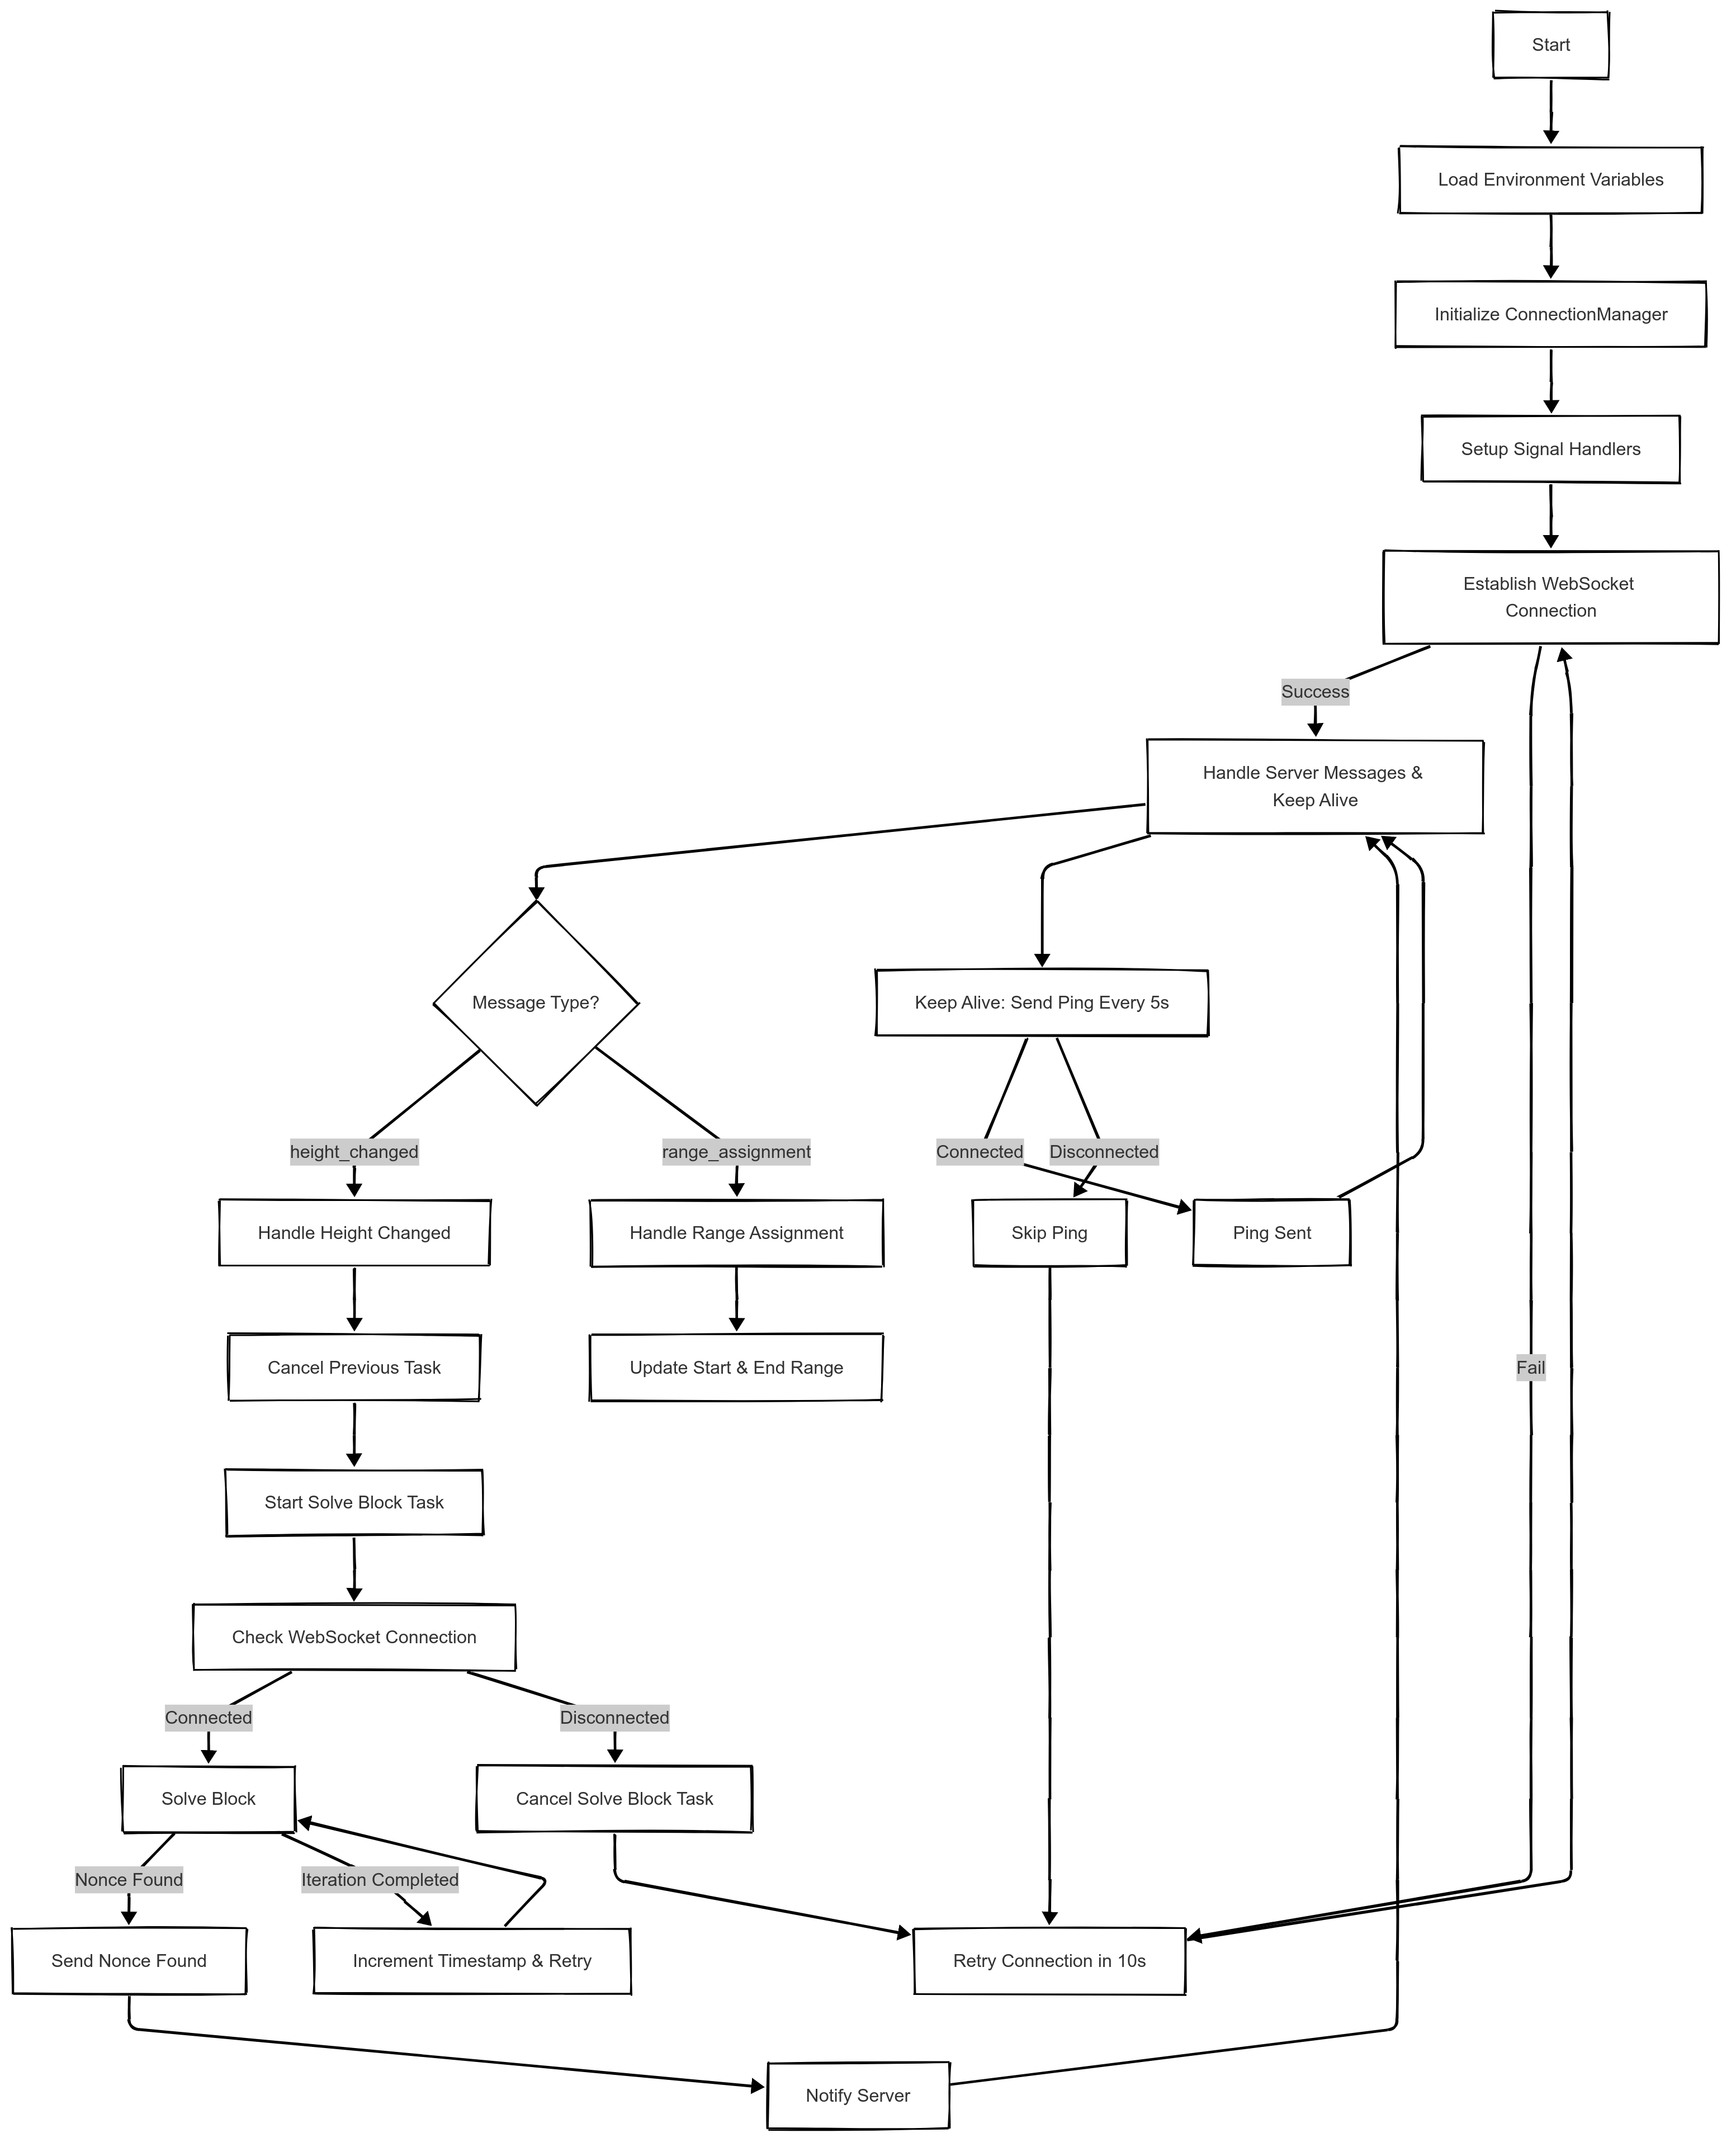 Start
Load Environment Variables
Initialize ConnectionManager
Setup Signal Handlers
Establish WebSocket
Connection
Success
Handle Server Messages &
Keep Alive
Message Type?
Keep Alive: Send Ping Every 5s
height_changed
range_assignment
Connected
Disconnected
Handle Height Changed
Handle Range Assignment
Skip Ping
Ping Sent
Cancel Previous Task
Update Start & End Range
Fail
Start Solve Block Task
Check WebSocket Connection
Connected
Disconnected
Solve Block
Cancel Solve Block Task
Nonce Found
Iteration Completed
Send Nonce Found
Increment Timestamp & Retry
Retry Connection in 10s
Notify Server